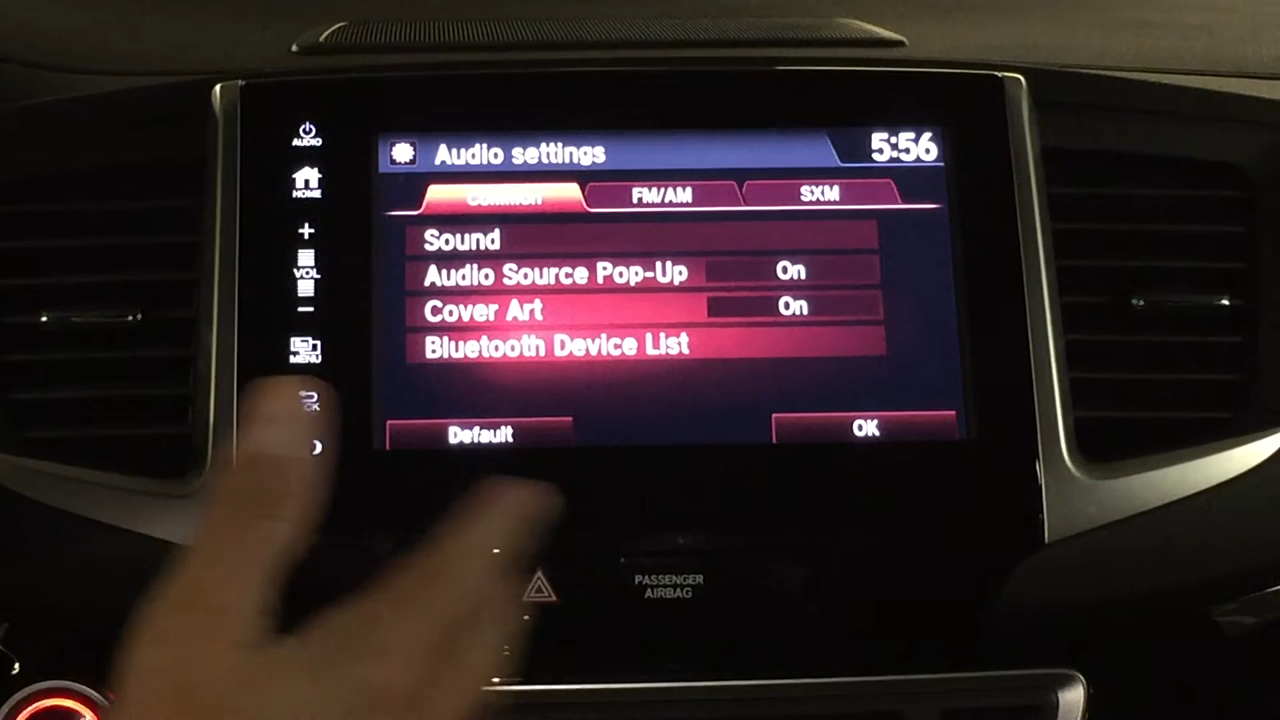 AUDIO
HOME
+
VOL
−
MENU
Audio settings
5:56
Common
FM/AM
SXM
Sound
Audio Source Pop-Up
On
Cover Art
On
Bluetooth Device List
Default
OK
PASSENGER
AIRBAG